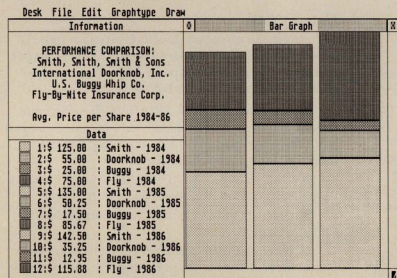 Desk File Edit Graphtype Draw
Information
Bar Graph
PERFORMANCE COMPARISON:
Smith, Smith, Smith & Sons
International Doorknob, Inc.
U.S. Buggy Whip Co.
Fly-By-Nite Insurance Corp.
Avg. Price per Share 1984-86
Data
1:$ 125.00 : Smith - 1984
2:$ 55.00 : Doorknob - 1984
3:$ 25.00 : Buggy - 1984
4:$ 75.00 : Fly - 1984
5:$ 135.00 : Smith - 1985
6:$ 50.25 : Doorknob - 1985
7:$ 17.50 : Buggy - 1985
8:$ 85.67 : Fly - 1985
9:$ 142.50 : Smith - 1986
10:$ 35.25 : Doorknob - 1986
11:$ 12.95 : Buggy - 1986
12:$ 115.88 : Fly - 1986